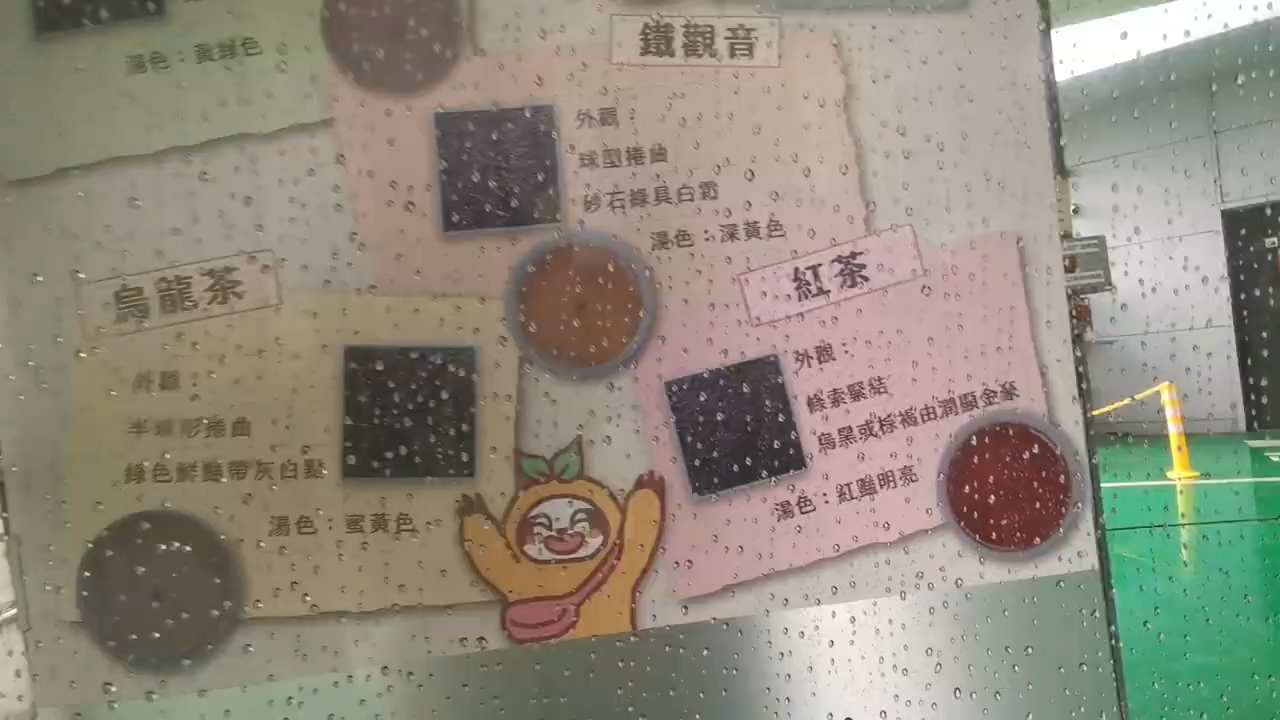 湯色：黃綠色
鐵觀音
外觀：
球型捲曲
砂石綠具白霜
湯色：深黃色
烏龍茶
外觀：
半球形捲曲
綠色鮮豔帶灰白點
湯色：蜜黃色
紅茶
外觀：
條索緊結
烏黑或棕褐由潤顯金毫
湯色：紅豔明亮